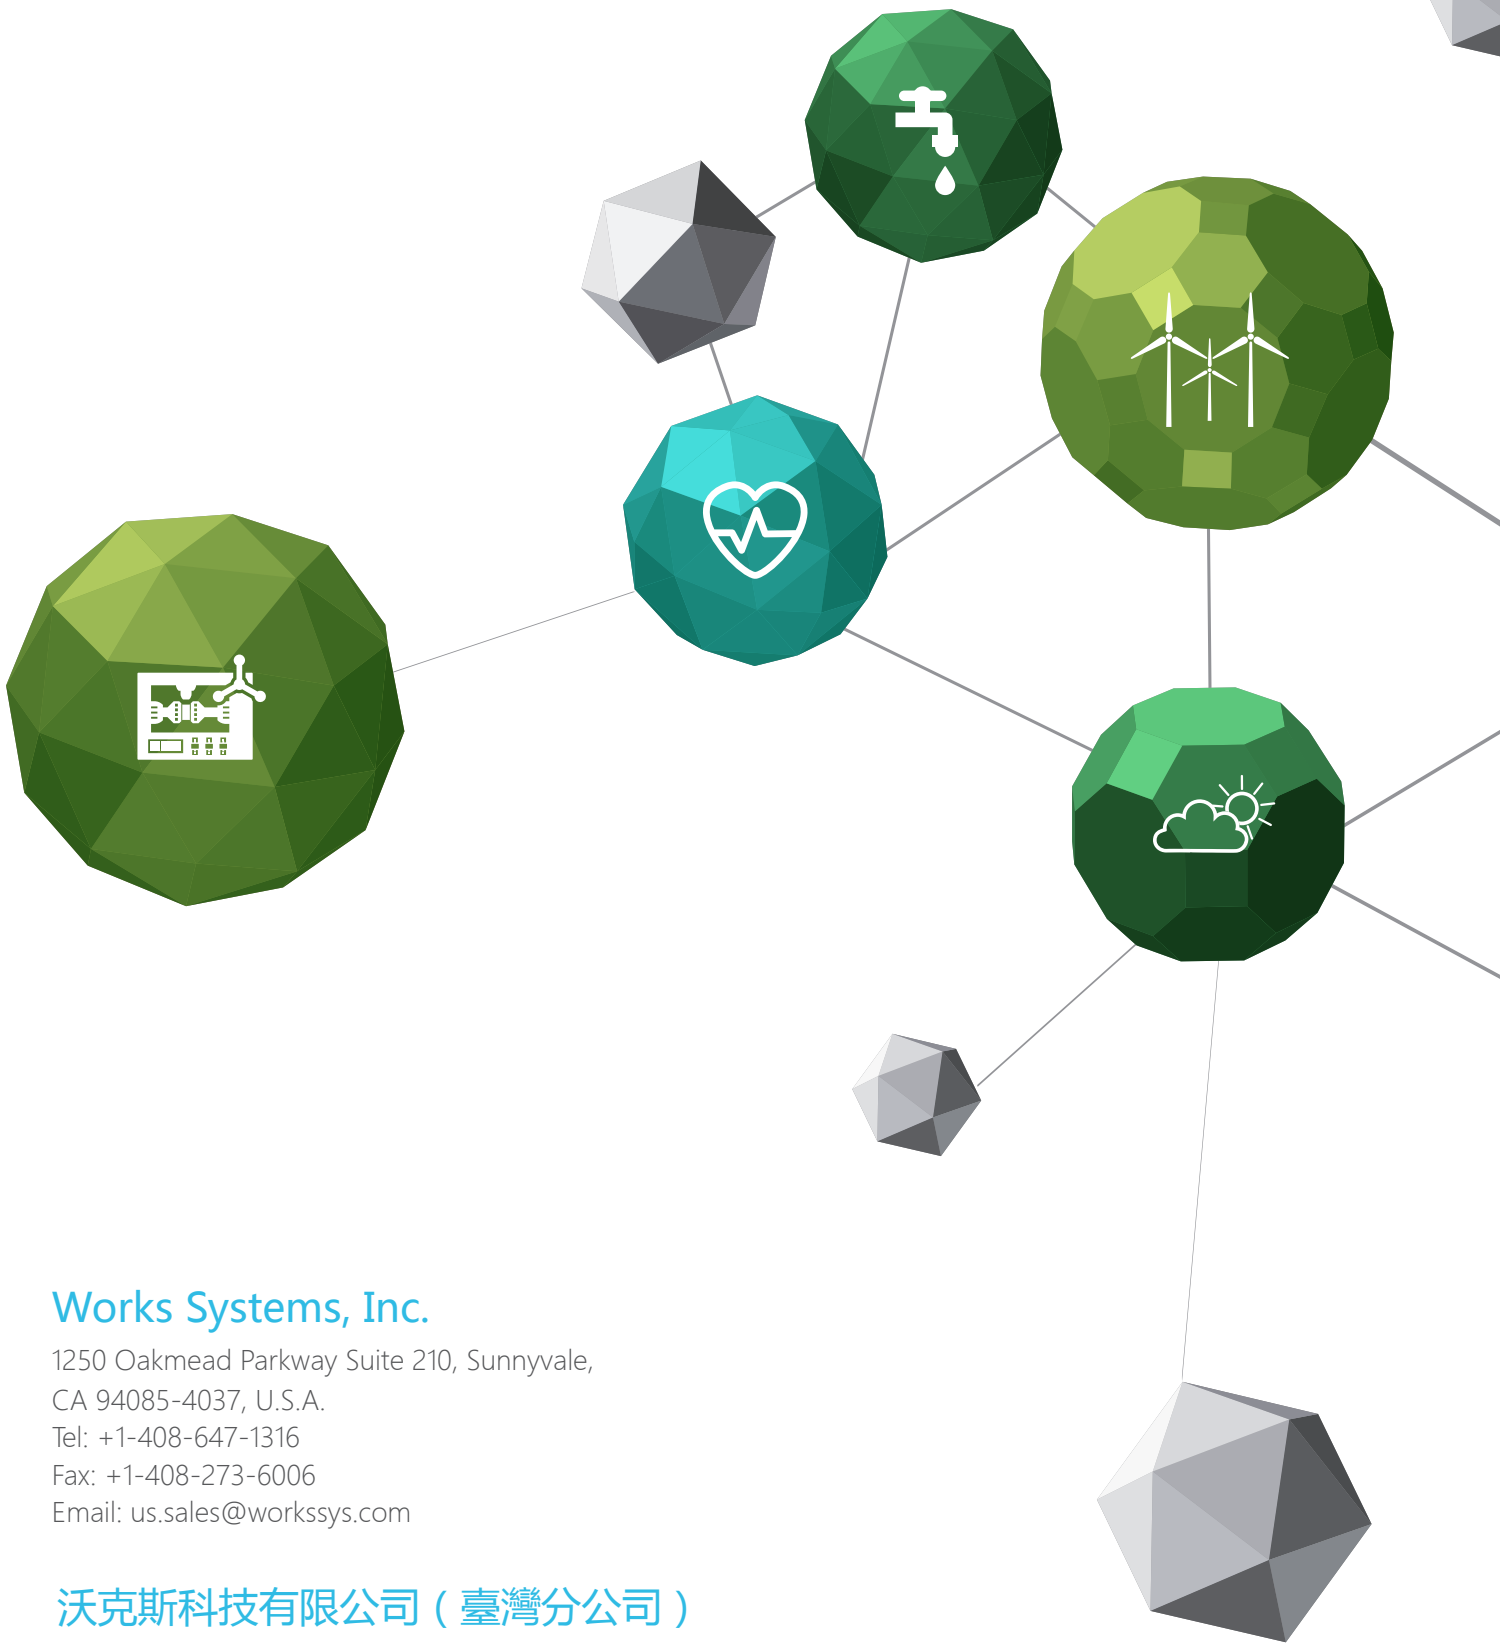 Works Systems, Inc.
1250 Oakmead Parkway Suite 210, Sunnyvale,
CA 94085-4037, U.S.A.
Tel: +1-408-647-1316
Fax: +1-408-273-6006
Email: us.sales@workssys.com
沃克斯科技有限公司（臺灣分公司）